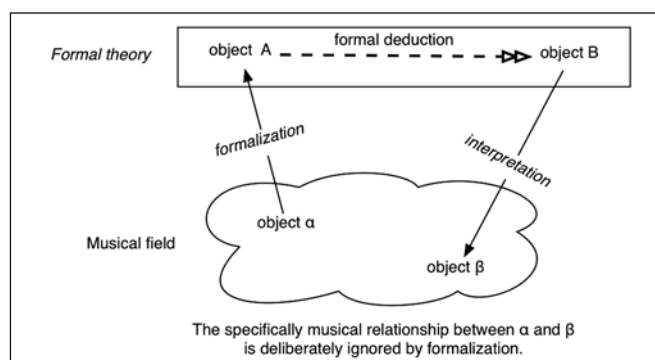 formal deduction
Formal theory
object A
object B
formalization
interpretation
object α
Musical field
object β
The specifically musical relationship between α and β
is deliberately ignored by formalization.